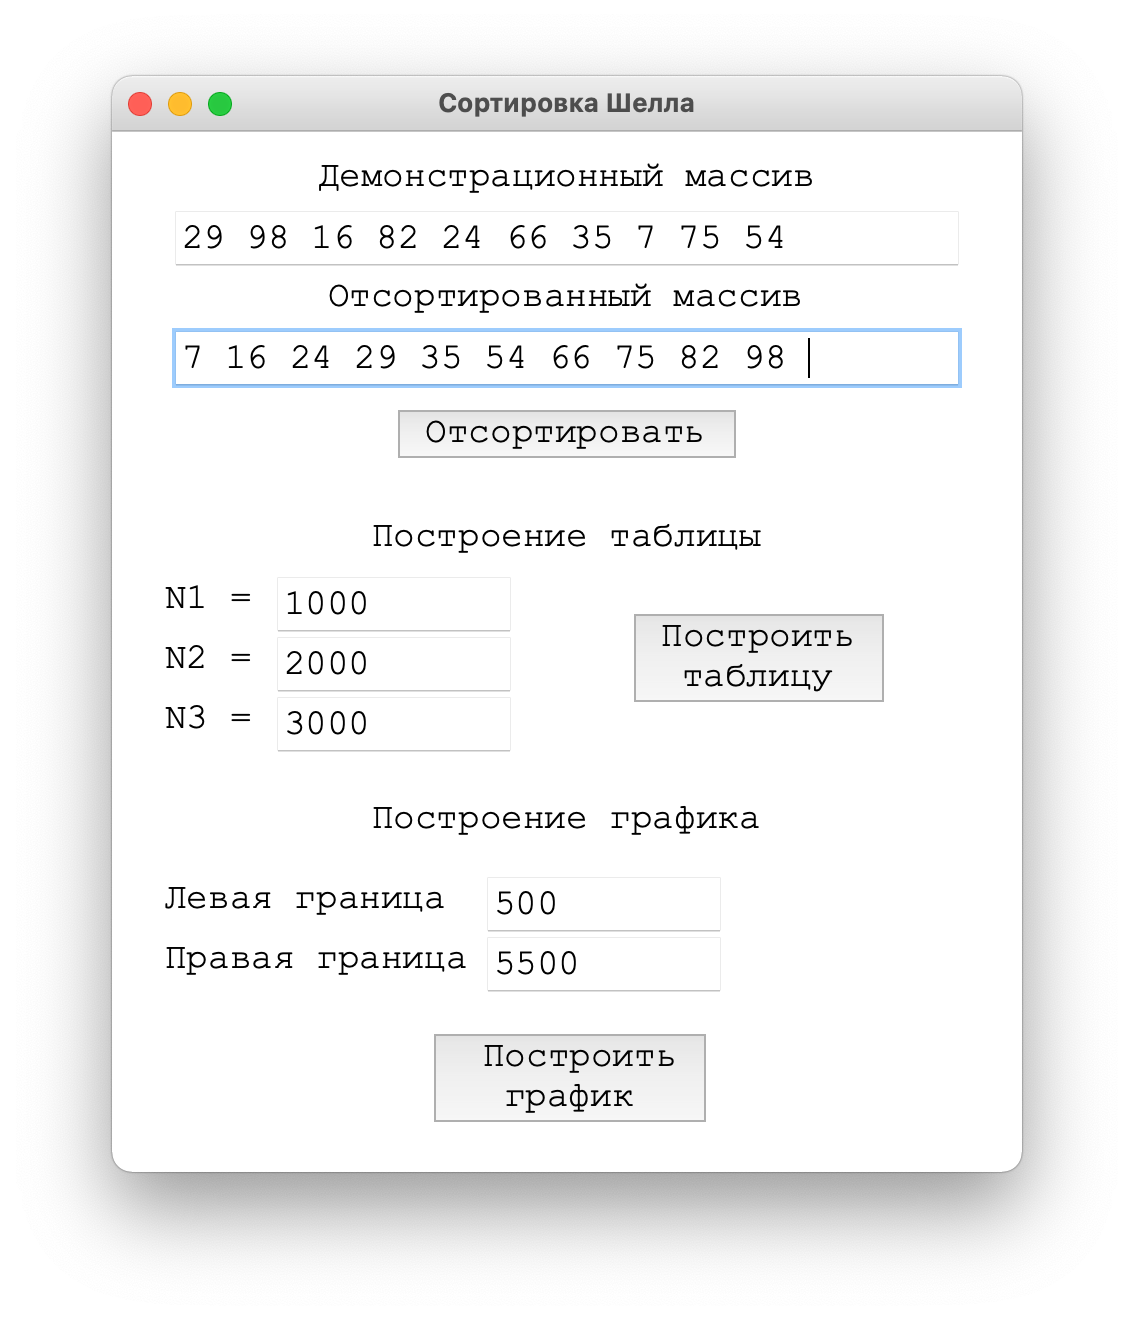 Сортировка Шелла
Демонстрационный массив
29 98 16 82 24 66 35 7 75 54
Отсортированный массив
7 16 24 29 35 54 66 75 82 98
Отсортировать
Построение таблицы
N1 = 1000
N2 = 2000
N3 = 3000
Построить
таблицу
Построение графика
Левая граница 500
Правая граница 5500
Построить
график